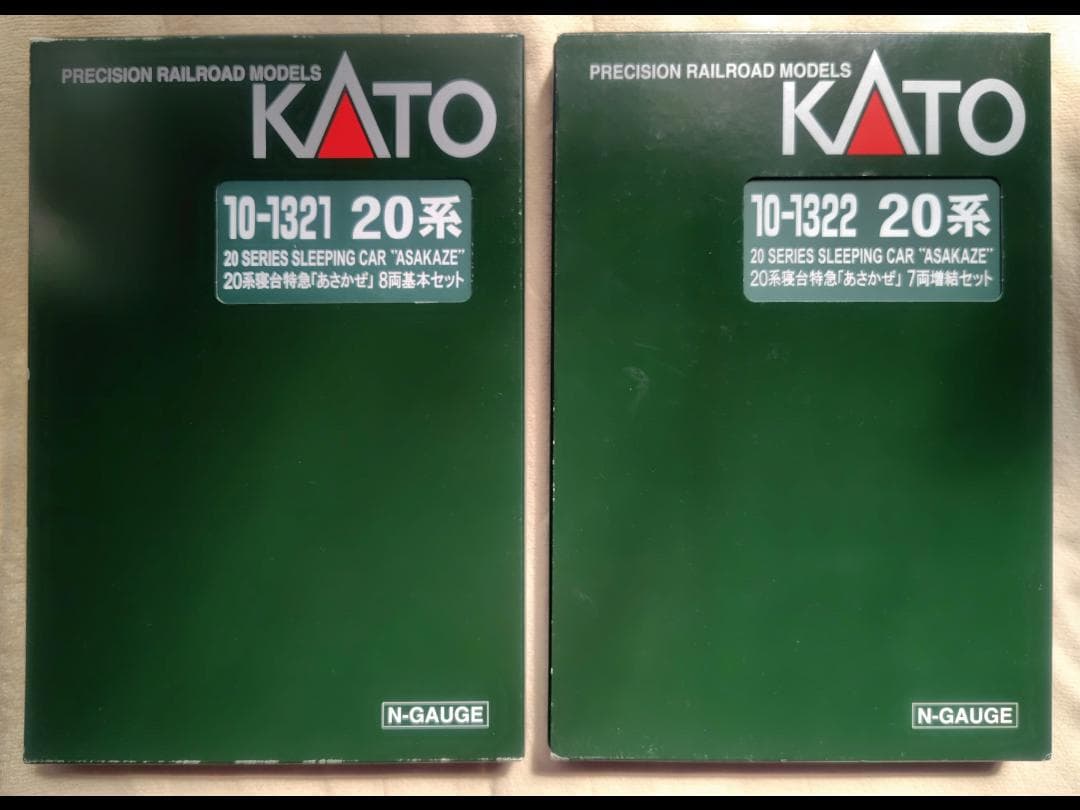 PRECISION RAILROAD MODELS
KATO
10-1321 20系
20 SERIES SLEEPING CAR "ASAKAZE"
20系寝台特急「あさかぜ」 8両基本セット
N-GAUGE
PRECISION RAILROAD MODELS
KATO
10-1322 20系
20 SERIES SLEEPING CAR "ASAKAZE"
20系寝台特急「あさかぜ」 7両増結セット
N-GAUGE